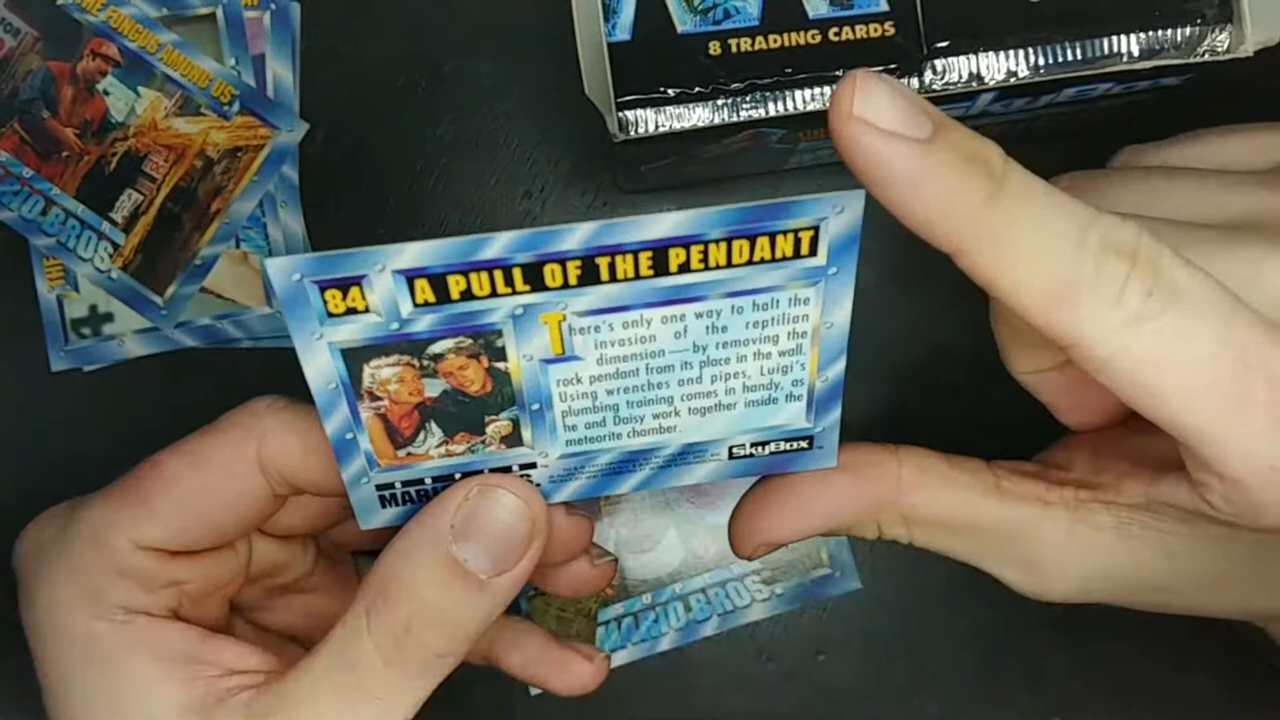 8 TRADING CARDS
SkyBox
THE FUNGUS AMONG US
SUPER
MARIO BROS.
THE
84
A PULL OF THE PENDANT
There's only one way to halt the
invasion of the reptilian
dimension—by removing the
rock pendant from its place in the wall.
Using wrenches and pipes, Luigi's
plumbing training comes in handy, as
he and Daisy work together inside the
meteorite chamber.
SkyBox
SUPER
MARIO BROS.